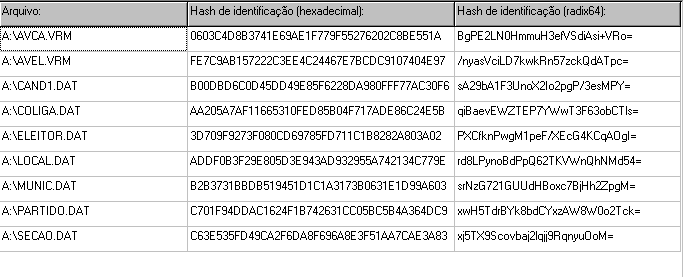 Arquivo: Hash de identificação (hexadecimal): Hash de identificação (radix64):
A:\AVCA.VRM 0603C4D8B3741E69AE1F779F55276202C8BE551A BgPE2LN0HmmuH3efVSdiAsi+VRo=
A:\AVEL.VRM FE7C9AB157222C3EE4C24467E7BCDC9107404E97 /nyasVciLD7kwkRn57zckQdATpc=
A:\CAND1.DAT B00DBD6C0D45DD49E85F6228DA980FFF77AC30F6 sA29bA1F3UnoX2Io2pgP/3esMPY=
A:\COLIGA.DAT AA205A7AF11665310FED85B04F717ADE86C24E5B qiBaevEWZTEP7YWwT3F63obCTls=
A:\ELEITOR.DAT 3D709F9273F080CD69785FD711C1B8282A803A02 PXCfknPwgM1peF/XEcG4KCqAOgI=
A:\LOCAL.DAT ADDF0B3F29E805D3E943AD932955A742134C779E rd8LPynoBdPpQ62TKVWnQhNMd54=
A:\MUNIC.DAT B2B3731BBDB519451D1C1A3173B0631E1D99A603 srNzG721GUUdHBoxc7BjHh2ZpgM=
A:\PARTIDO.DAT C701F94DDAC1624F1B742631CC05BC5B4A364DC9 xwH5TdrBYk8bdCYxzAW8W0o2Tck=
A:\SECAO.DAT C63E535FD49CA2F6DA8F696A8E3F51AA7CAE3A83 xj5TX9Scovbaj2lqjj9RqnyuOoM=